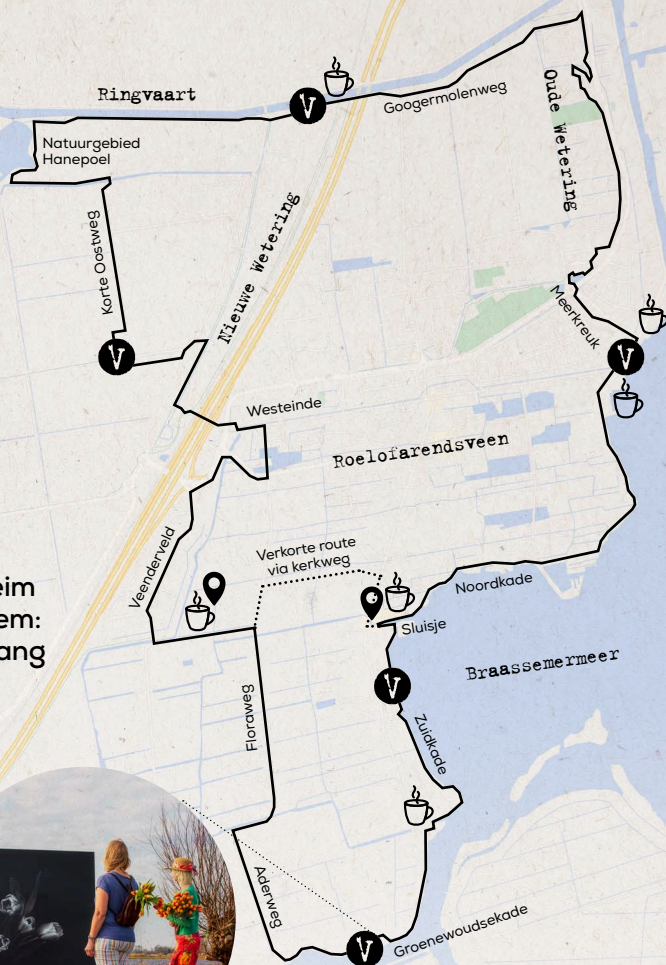 Ringvaart
V
Googermolenweg
Oude Wetering
Natuurgebied
Hanepoel
Korte Oostweg
Nieuwe Wetering
Meerkreuk
V
V
Westeinde
Roelofarendsveen
Veenderveld
Verkorte route
via kerkweg
Noordkade
eim
em:
ang
Sluisje
Braassemermeer
V
Floraweg
Zuidkade
Aderweg
V
Groenewoudsekade